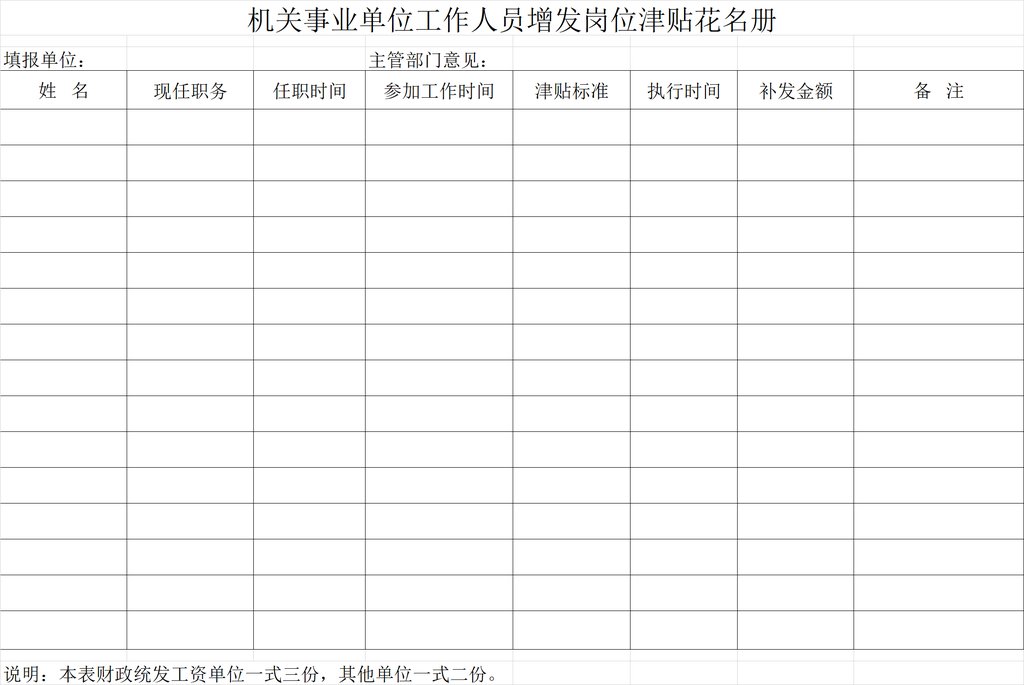 机关事业单位工作人员增发岗位津贴花名册
填报单位： 主管部门意见：
姓 名 现任职务 任职时间 参加工作时间 津贴标准 执行时间 补发金额 备 注
说明：本表财政统发工资单位一式三份，其他单位一式二份。